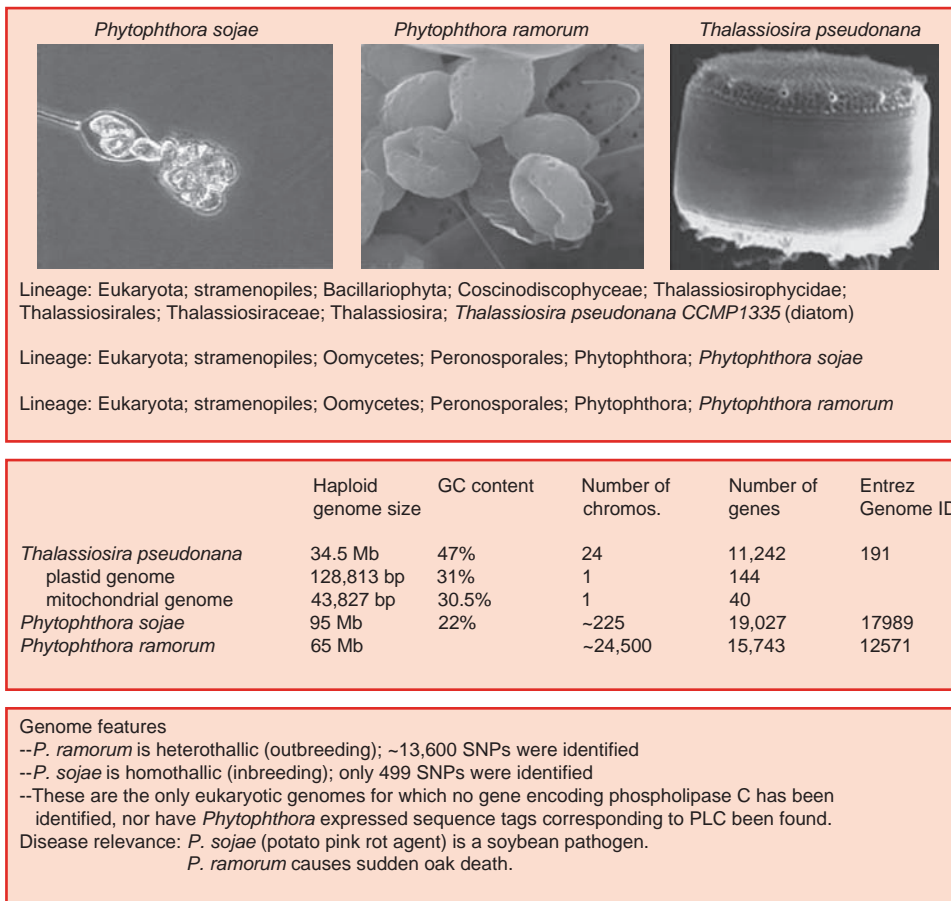 Phytophthora sojae Phytophthora ramorum Thalassiosira pseudonana
Lineage: Eukaryota; stramenopiles; Bacillariophyta; Coscinodiscophyceae; Thalassiosirophycidae;
Thalassiosirales; Thalassiosiraceae; Thalassiosira; Thalassiosira pseudonana CCMP1335 (diatom)
Lineage: Eukaryota; stramenopiles; Oomycetes; Peronosporales; Phytophthora; Phytophthora sojae
Lineage: Eukaryota; stramenopiles; Oomycetes; Peronosporales; Phytophthora; Phytophthora ramorum
Haploid GC content Number of Number of Entrez
genome size chromos. genes Genome ID
Thalassiosira pseudonana 34.5 Mb 47% 24 11,242 191
plastid genome 128,813 bp 31% 1 144
mitochondrial genome 43,827 bp 30.5% 1 40
Phytophthora sojae 95 Mb 22% ~225 19,027 17989
Phytophthora ramorum 65 Mb ~24,500 15,743 12571
Genome features
--P. ramorum is heterothallic (outbreeding); ~13,600 SNPs were identified
--P. sojae is homothallic (inbreeding); only 499 SNPs were identified
--These are the only eukaryotic genomes for which no gene encoding phospholipase C has been
identified, nor have Phytophthora expressed sequence tags corresponding to PLC been found.
Disease relevance: P. sojae (potato pink rot agent) is a soybean pathogen.
P. ramorum causes sudden oak death.